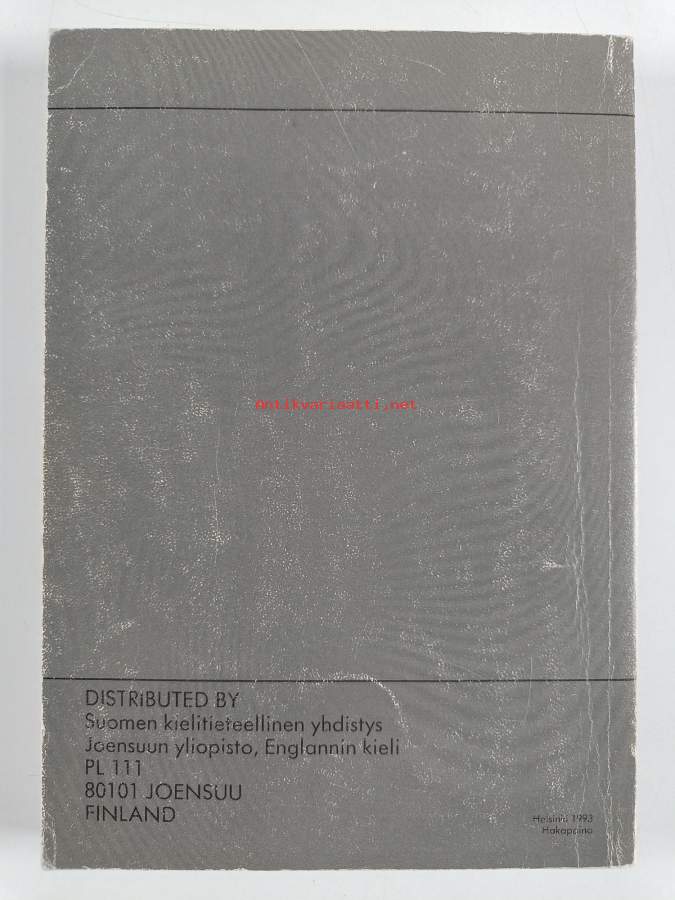 Antikvariaatti.net
DISTRIBUTED BY
Suomen kielitieteellinen yhdistys
Joensuun yliopisto, Englannin kieli
PL 111
80101 JOENSUU
FINLAND
Helsinki 1993
Hakapaino